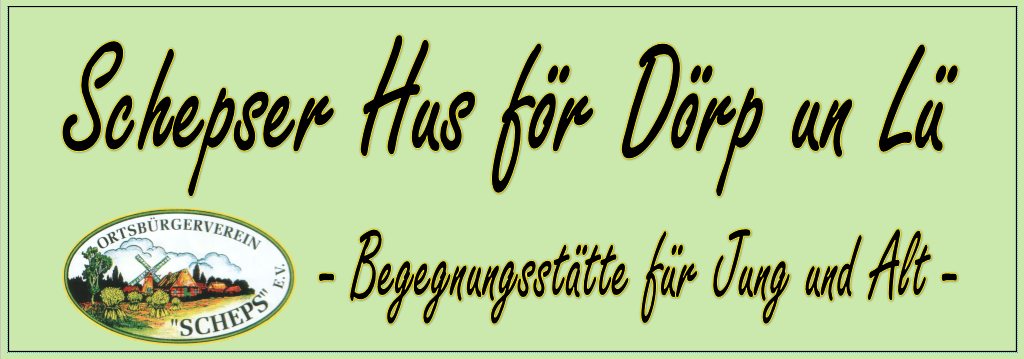 Schepser Hus för Dörp un Lü
ORTSBÜRGERVEREIN
"SCHEPS" E.V.
- Begegnungsstätte für Jung und Alt -